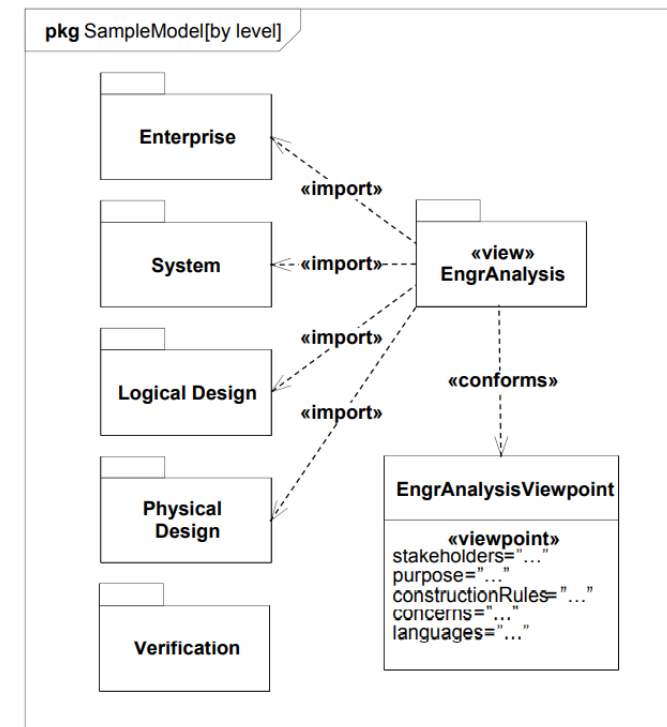 pkg SampleModel[by level]
Enterprise
«import»
System
«import»
«view»
EngrAnalysis
«import»
Logical Design
«conforms»
«import»
Physical
Design
EngrAnalysisViewpoint
«viewpoint»
stakeholders=”…”
purpose=”…”
constructionRules=”…”
concerns=”…”
languages=”…”
Verification